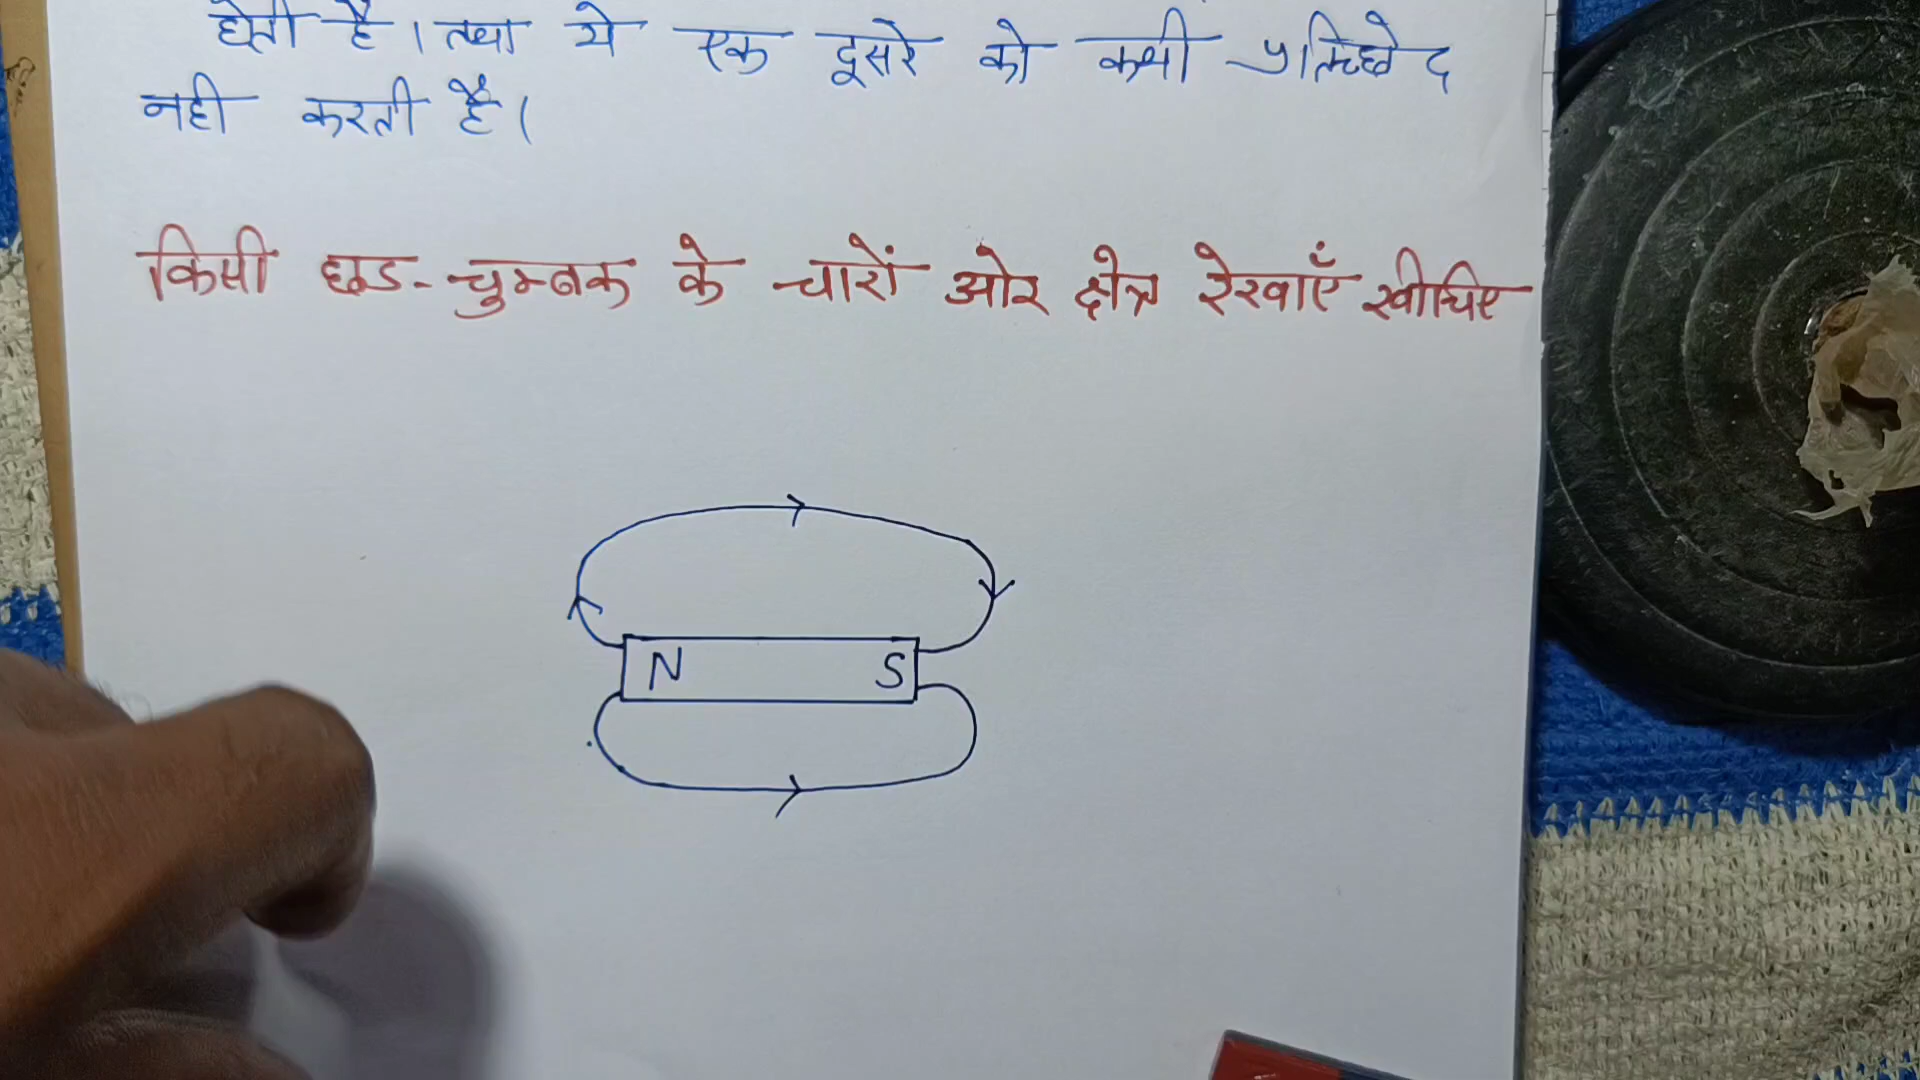 होती है। तथा ये एक दूसरे को कभी प्रतिच्छेद
नही करती है।
किसी छड-चुम्बक के चारों ओर क्षेत्र रेखाएँ खीचिए
N S